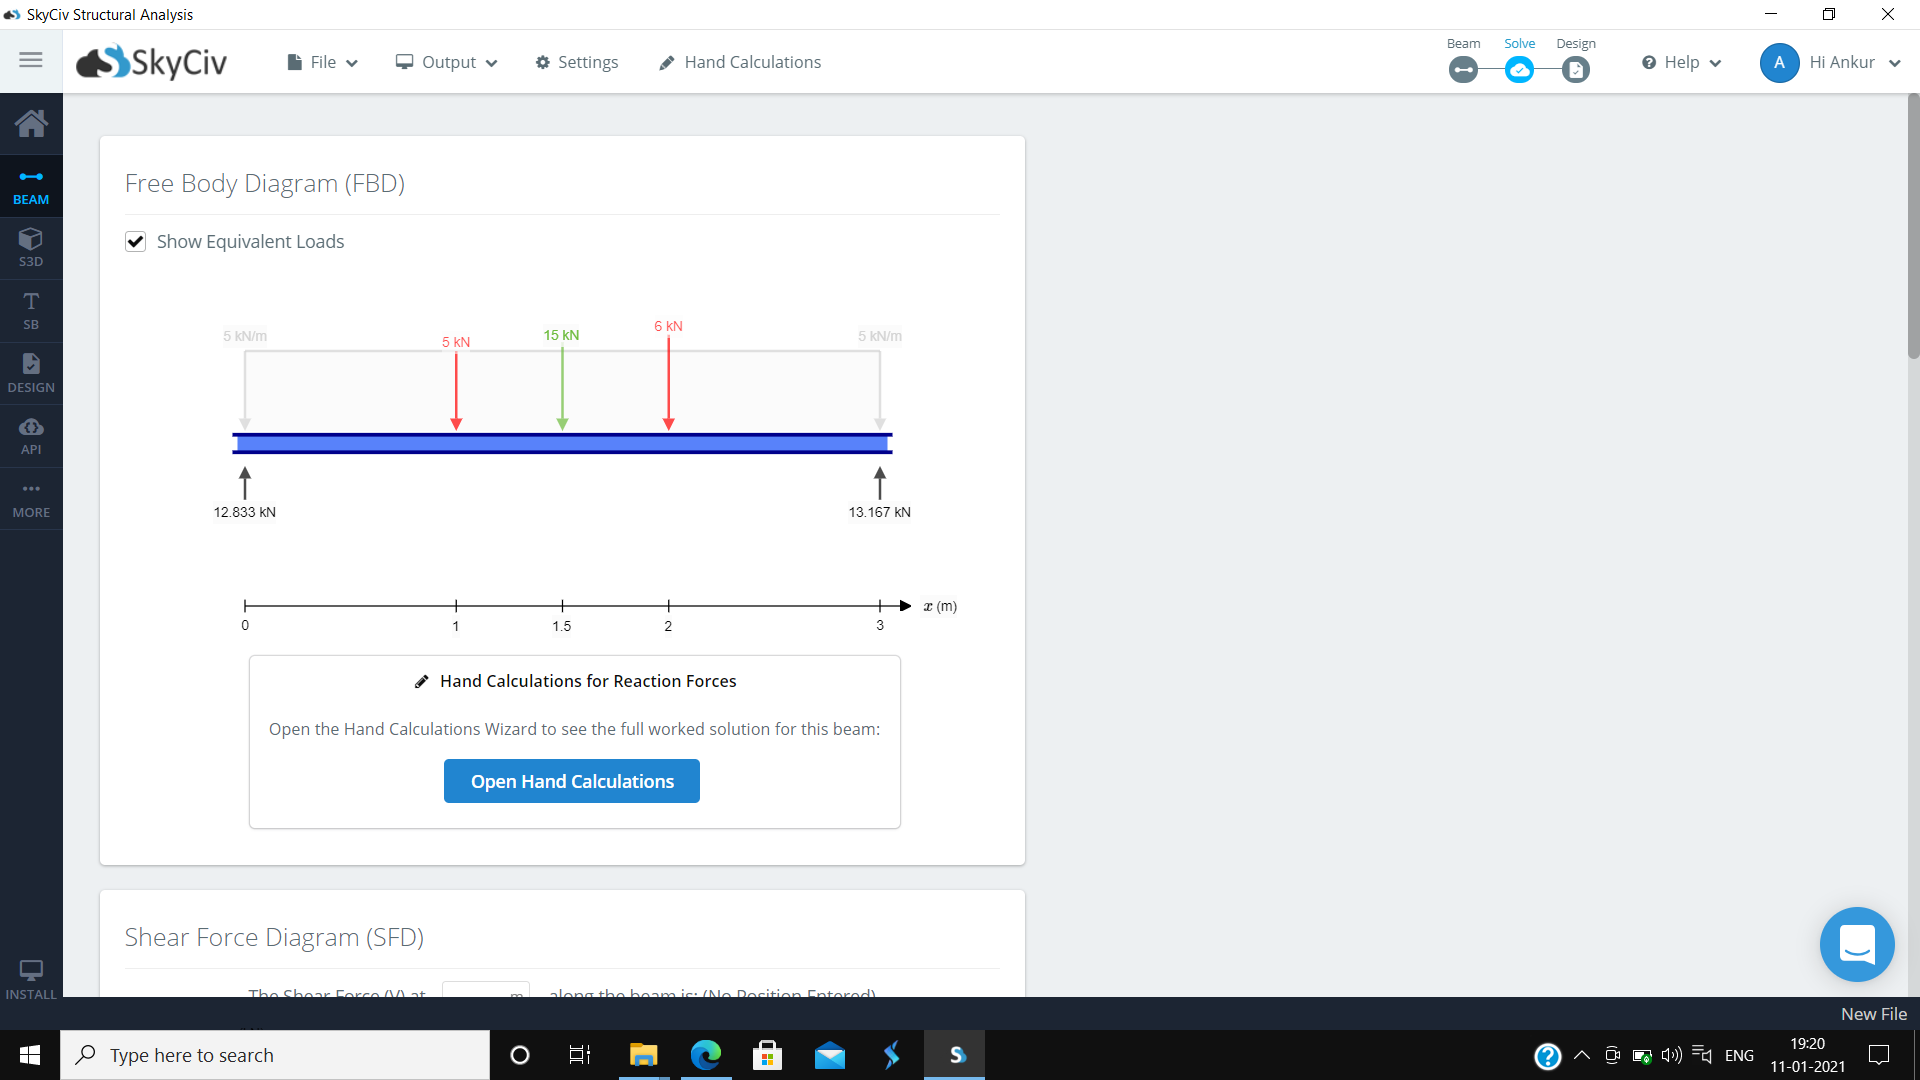 SkyCiv Structural Analysis
SkyCiv File Output Settings Hand Calculations Beam Solve Design Help A Hi Ankur
BEAM
S3D
T
SB
DESIGN
API
MORE
INSTALL
Free Body Diagram (FBD)
Show Equivalent Loads
5 kN/m 5 kN 15 kN 6 kN 5 kN/m
12.833 kN 13.167 kN
x (m)
0 1 1.5 2 3
Hand Calculations for Reaction Forces
Open the Hand Calculations Wizard to see the full worked solution for this beam:
Open Hand Calculations
Shear Force Diagram (SFD)
The Shear Force (V) at m along the beam is: (No Position Entered)
New File
Type here to search
ENG
19:20
11-01-2021